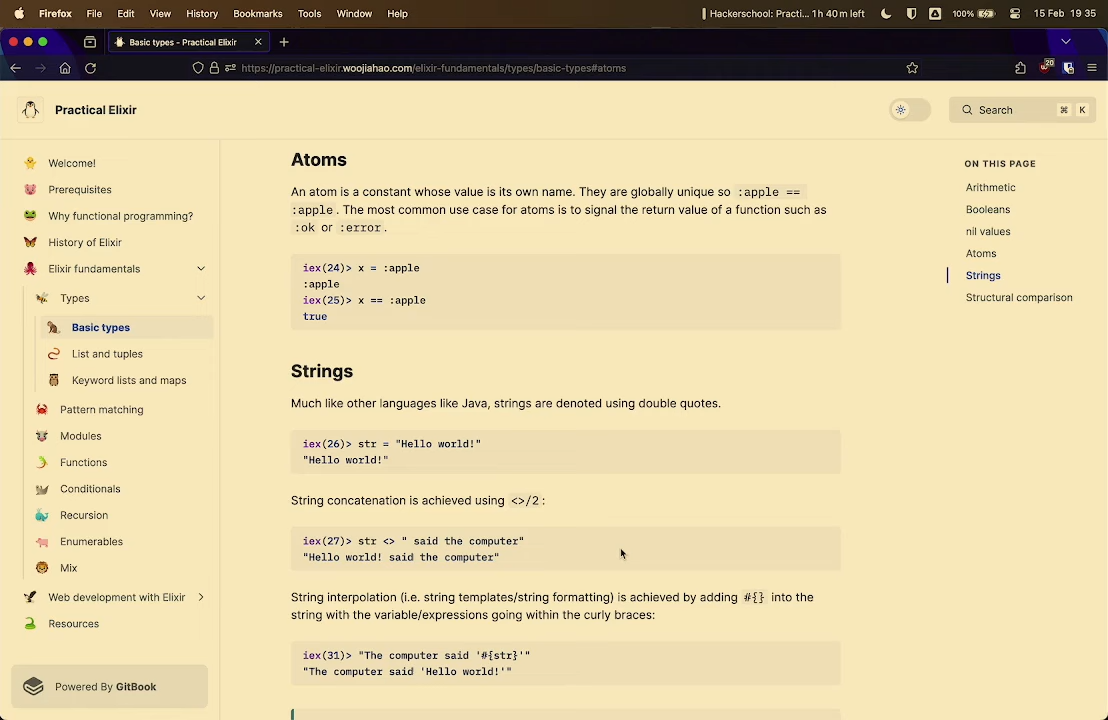 Firefox File Edit View History Bookmarks Tools Window Help Hackerschool: Practi... 1h 40m left 100% 15 Feb 19 35
Basic types - Practical Elixir
https://practical-elixir.woojiahao.com/elixir-fundamentals/types/basic-types#atoms 20
Practical Elixir
Search ⌘ K
Welcome!
Prerequisites
Why functional programming?
History of Elixir
Elixir fundamentals
Types
Basic types
List and tuples
Keyword lists and maps
Pattern matching
Modules
Functions
Conditionals
Recursion
Enumerables
Mix
Web development with Elixir
Resources
Powered By GitBook
Atoms
An atom is a constant whose value is its own name. They are globally unique so :apple ==
:apple. The most common use case for atoms is to signal the return value of a function such as
:ok or :error.
iex(24)> x = :apple
:apple
iex(25)> x == :apple
true
Strings
Much like other languages like Java, strings are denoted using double quotes.
iex(26)> str = "Hello world!"
"Hello world!"
String concatenation is achieved using <>/2:
iex(27)> str <> " said the computer"
"Hello world! said the computer"
String interpolation (i.e. string templates/string formatting) is achieved by adding #{} into the
string with the variable/expressions going within the curly braces:
iex(31)> "The computer said '#{str}'"
"The computer said 'Hello world!'"
ON THIS PAGE
Arithmetic
Booleans
nil values
Atoms
Strings
Structural comparison